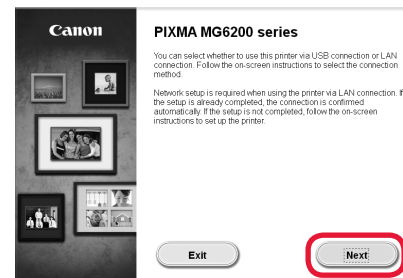 Canon
PIXMA MG6200 series
You can select whether to use this printer via USB connection or LAN
connection. Follow the on-screen instructions to select the connection
method.
Network setup is required when using the printer via LAN connection. If
the setup is already completed, the connection is confirmed
automatically. If the setup is not completed, follow the on-screen
instructions to set up the printer.
Exit
Next